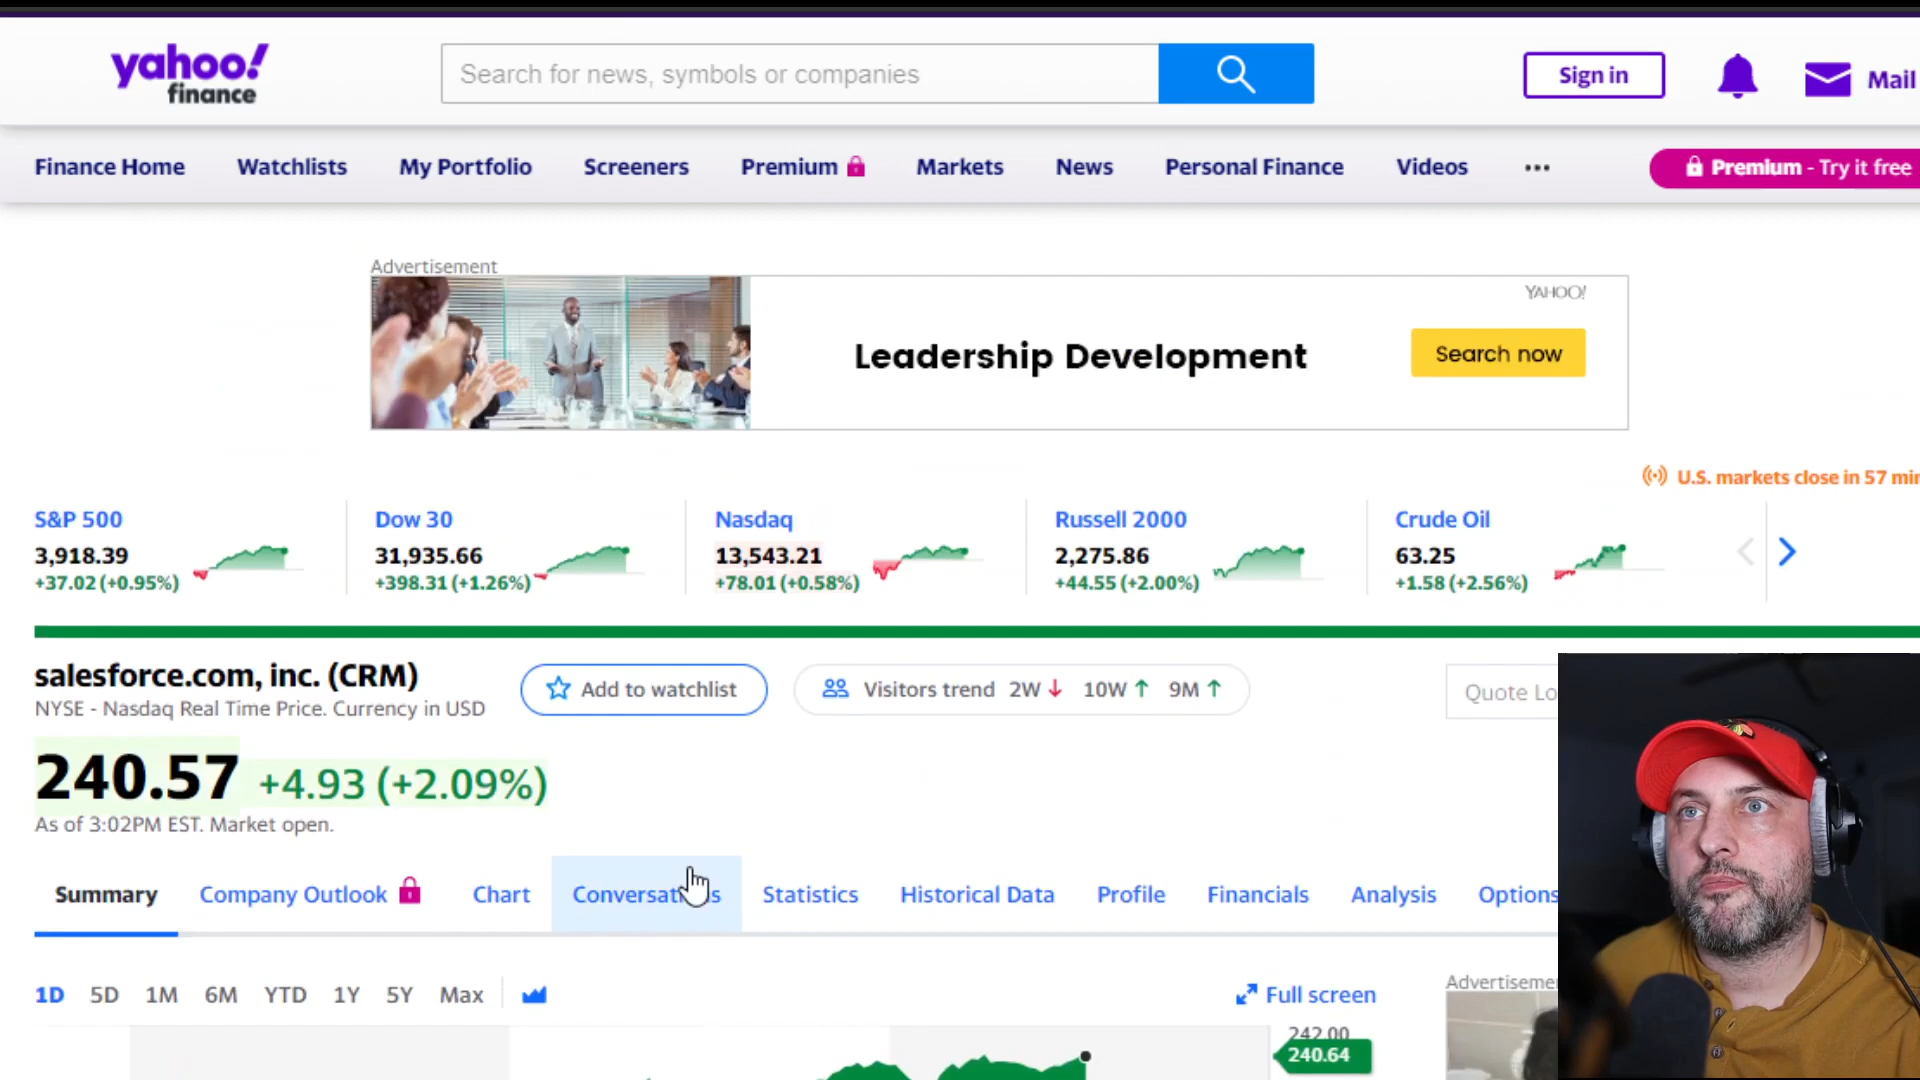 yahoo!
finance
Search for news, symbols or companies
Sign in
Mail
Finance Home
Watchlists
My Portfolio
Screeners
Premium
Markets
News
Personal Finance
Videos
Premium - Try it free
Advertisement
YAHOO!
Leadership Development
Search now
U.S. markets close in 57
S&P 500
3,918.39
+37.02 (+0.95%)
Dow 30
31,935.66
+398.31 (+1.26%)
Nasdaq
13,543.21
+78.01 (+0.58%)
Russell 2000
2,275.86
+44.55 (+2.00%)
Crude Oil
63.25
+1.58 (+2.56%)
salesforce.com, inc. (CRM)
NYSE - Nasdaq Real Time Price. Currency in USD
Add to watchlist
Visitors trend 2W 10W 9M
Quote
240.57 +4.93 (+2.09%)
As of 3:02PM EST. Market open.
Summary
Company Outlook
Chart
Statistics
Historical Data
Profile
Financials
Analysis
Options
1D 5D 1M 6M YTD 1Y 5Y Max
Full screen
242.00
240.64